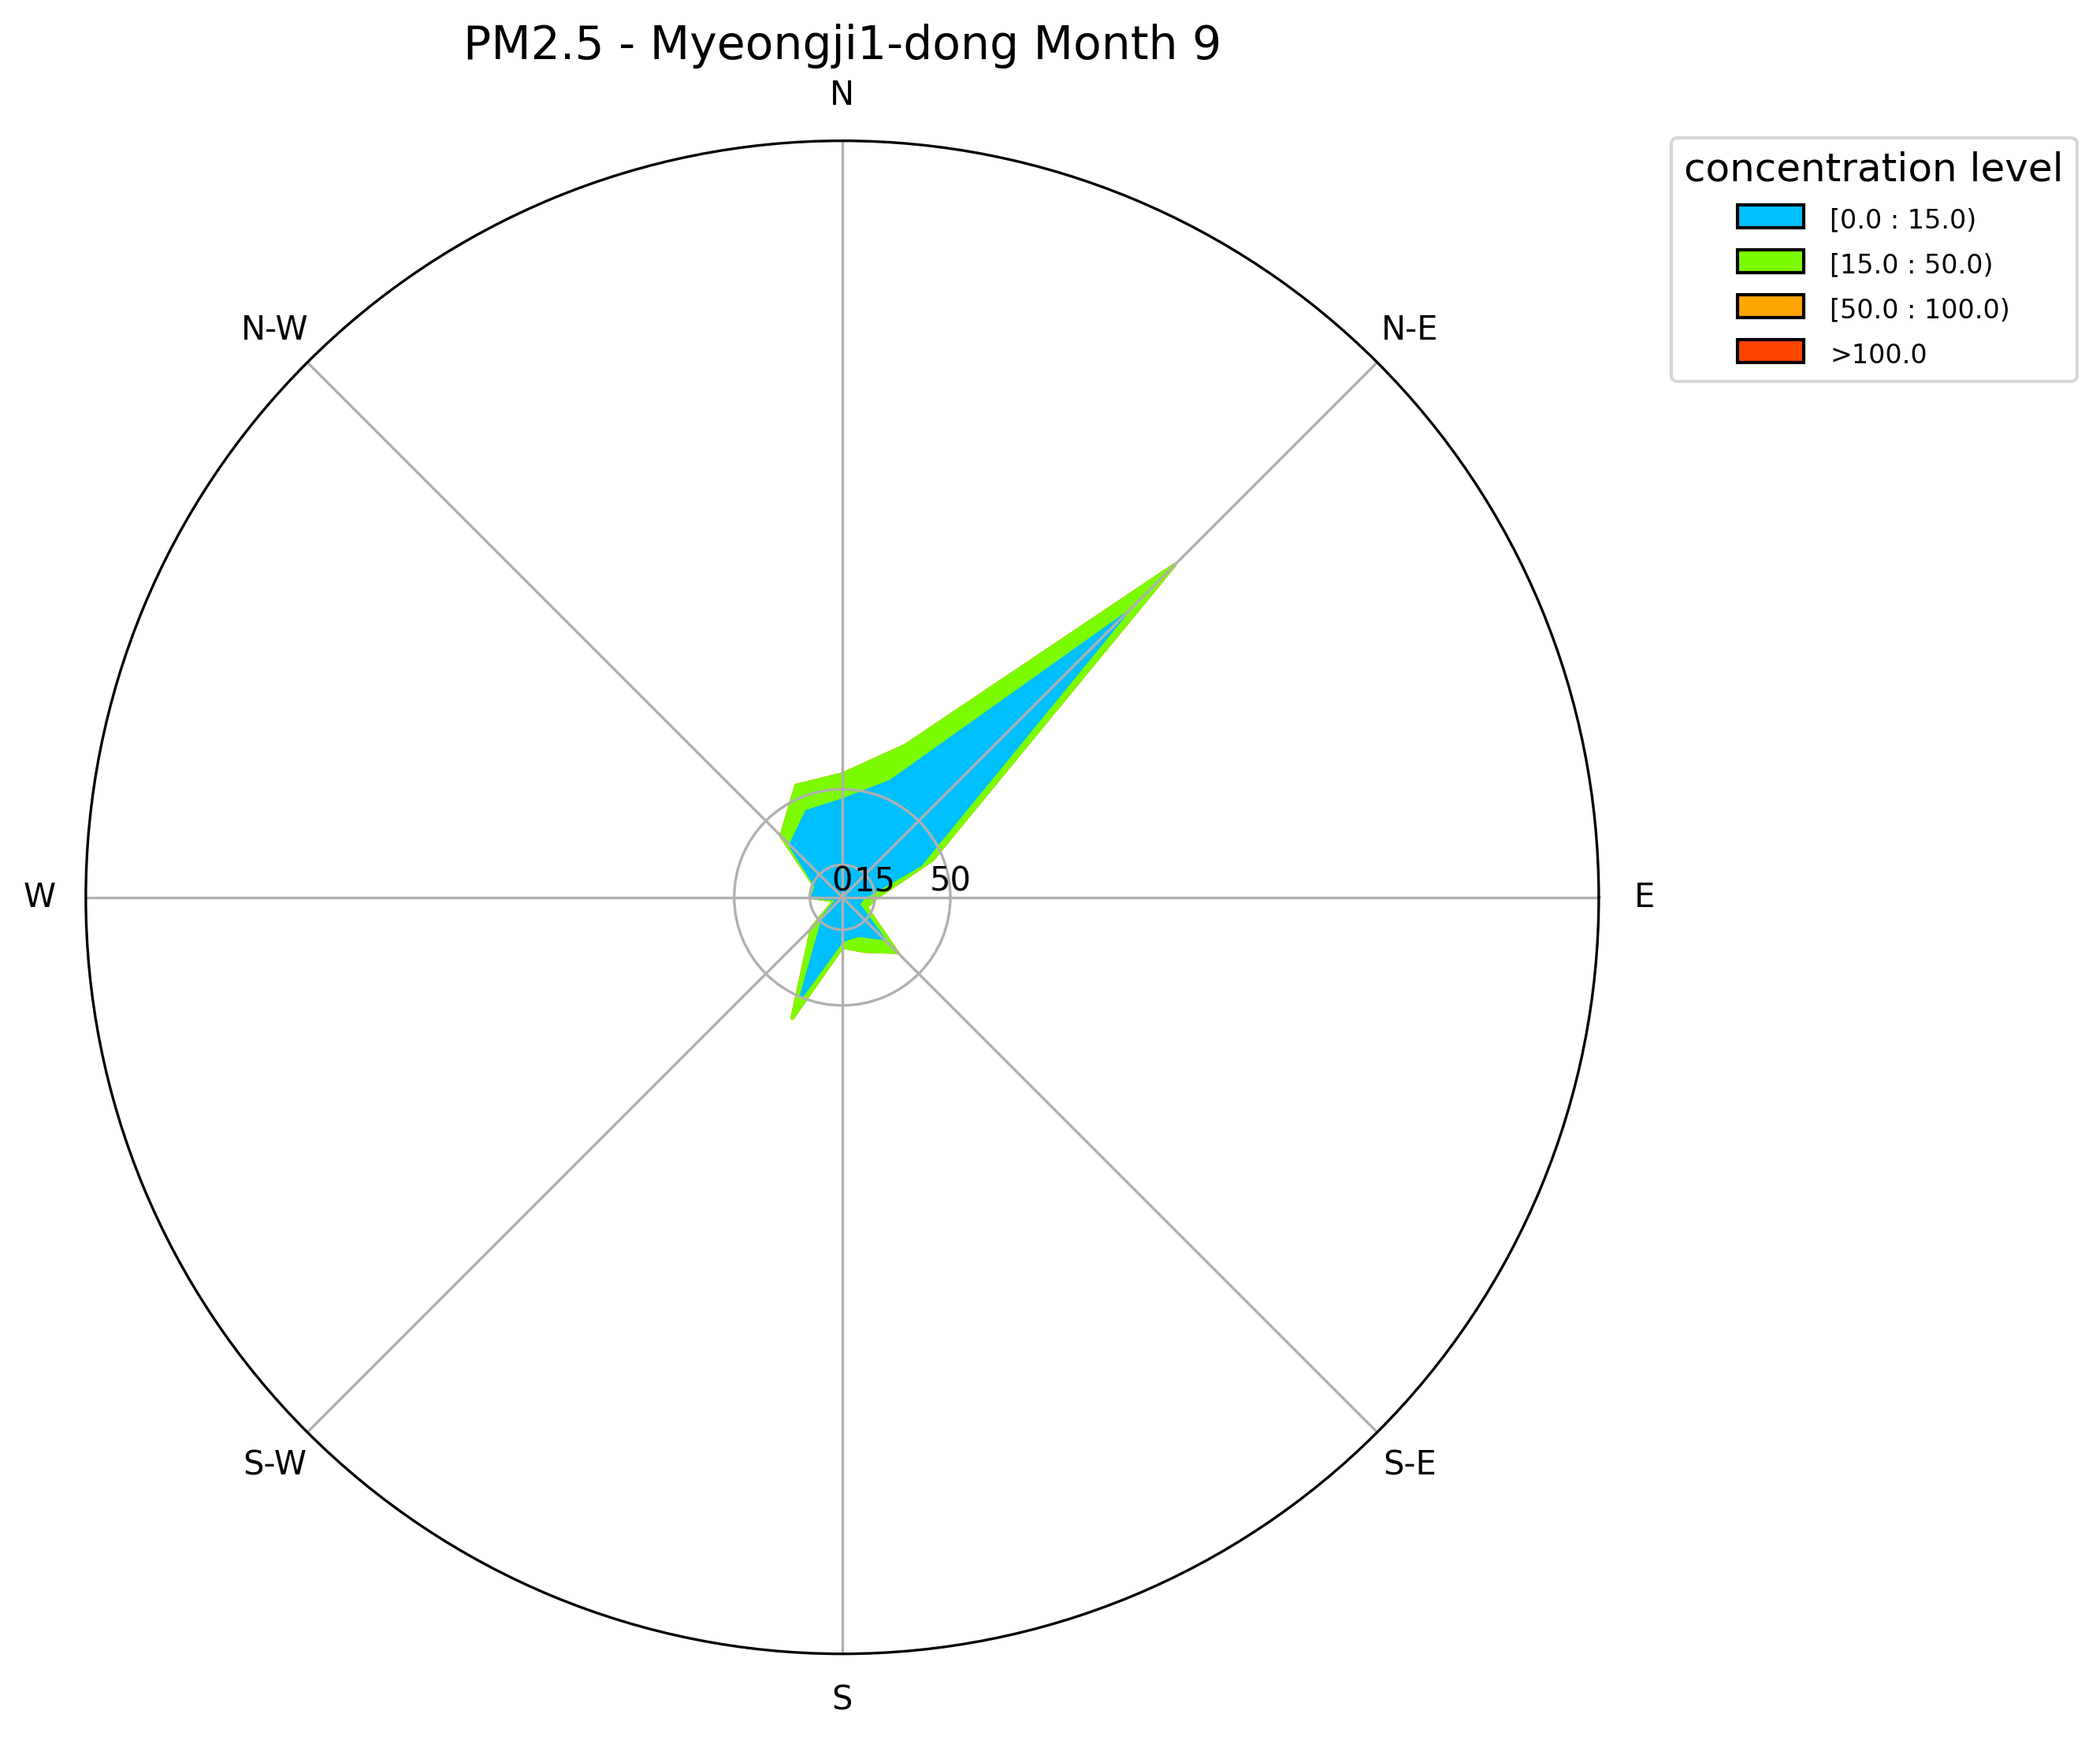 PM2.5 - Myeongji1-dong Month 9
N
concentration level
[0.0 : 15.0)
[15.0 : 50.0)
[50.0 : 100.0)
>100.0
N-W
N-E
0
15
50
W
E
S-W
S-E
S